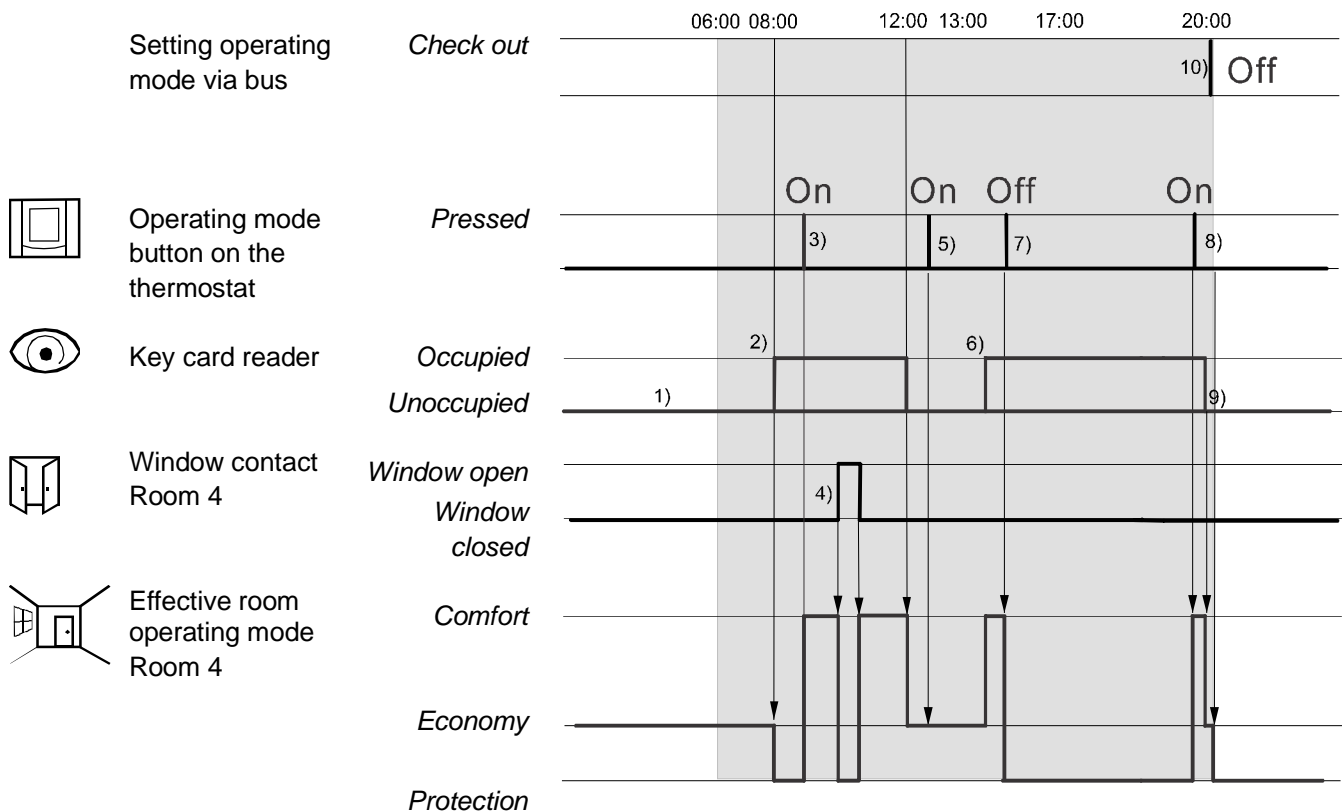 06:00 08:00 12:00 13:00 17:00 20:00
Setting operating
mode via bus
Check out
10)
Off
On On Off On
Operating mode
button on the
thermostat
Pressed
3) 5) 7) 8)
Key card reader
2) 6)
Occupied
1) 9)
Unoccupied
Window contact
Room 4
Window open
4)
Window
closed
Effective room
operating mode
Room 4
Comfort
Economy
Protection